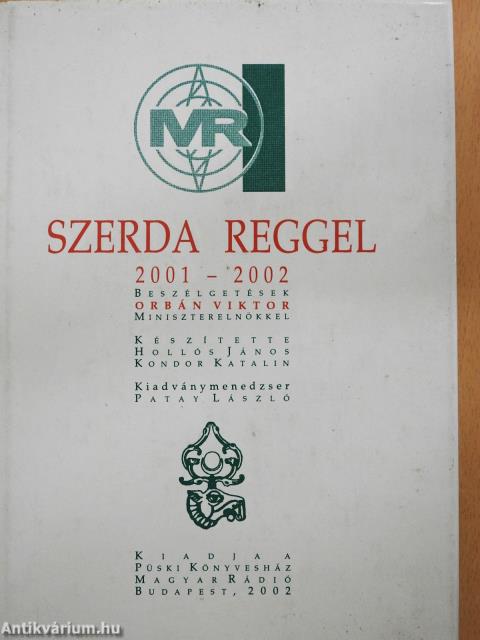 MR
SZERDA REGGEL
2001 – 2002
BESZÉLGETÉSEK
ORBÁN VIKTOR
MINISZTERELNÖKKEL
KÉSZÍTETTE
HOLLÓS JÁNOS
KONDOR KATALIN
Kiadványmenedzser
PATAY LÁSZLÓ
KIADJA A
PÜSKI KÖNYVESHÁZ
MAGYAR RÁDIÓ
BUDAPEST, 2002
Antikvárium.hu